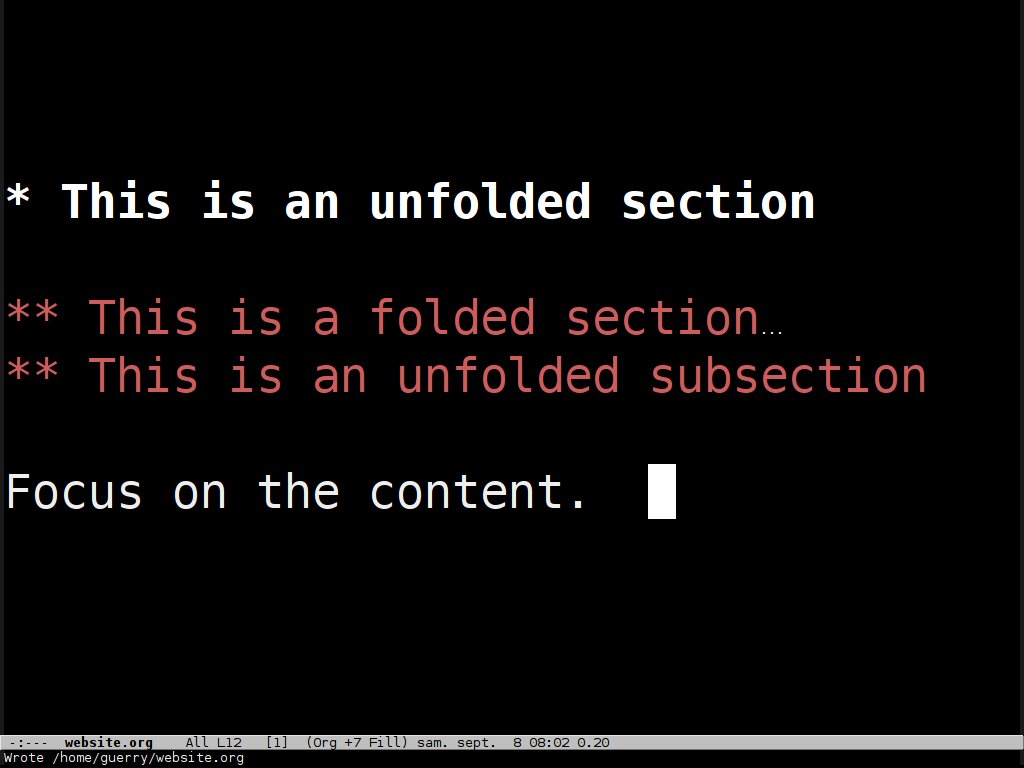 * This is an unfolded section
** This is a folded section...
** This is an unfolded subsection
Focus on the content.
-:--- website.org All L12 [1] (Org +7 Fill) sam. sept. 8 08:02 0.20
Wrote /home/guerry/website.org